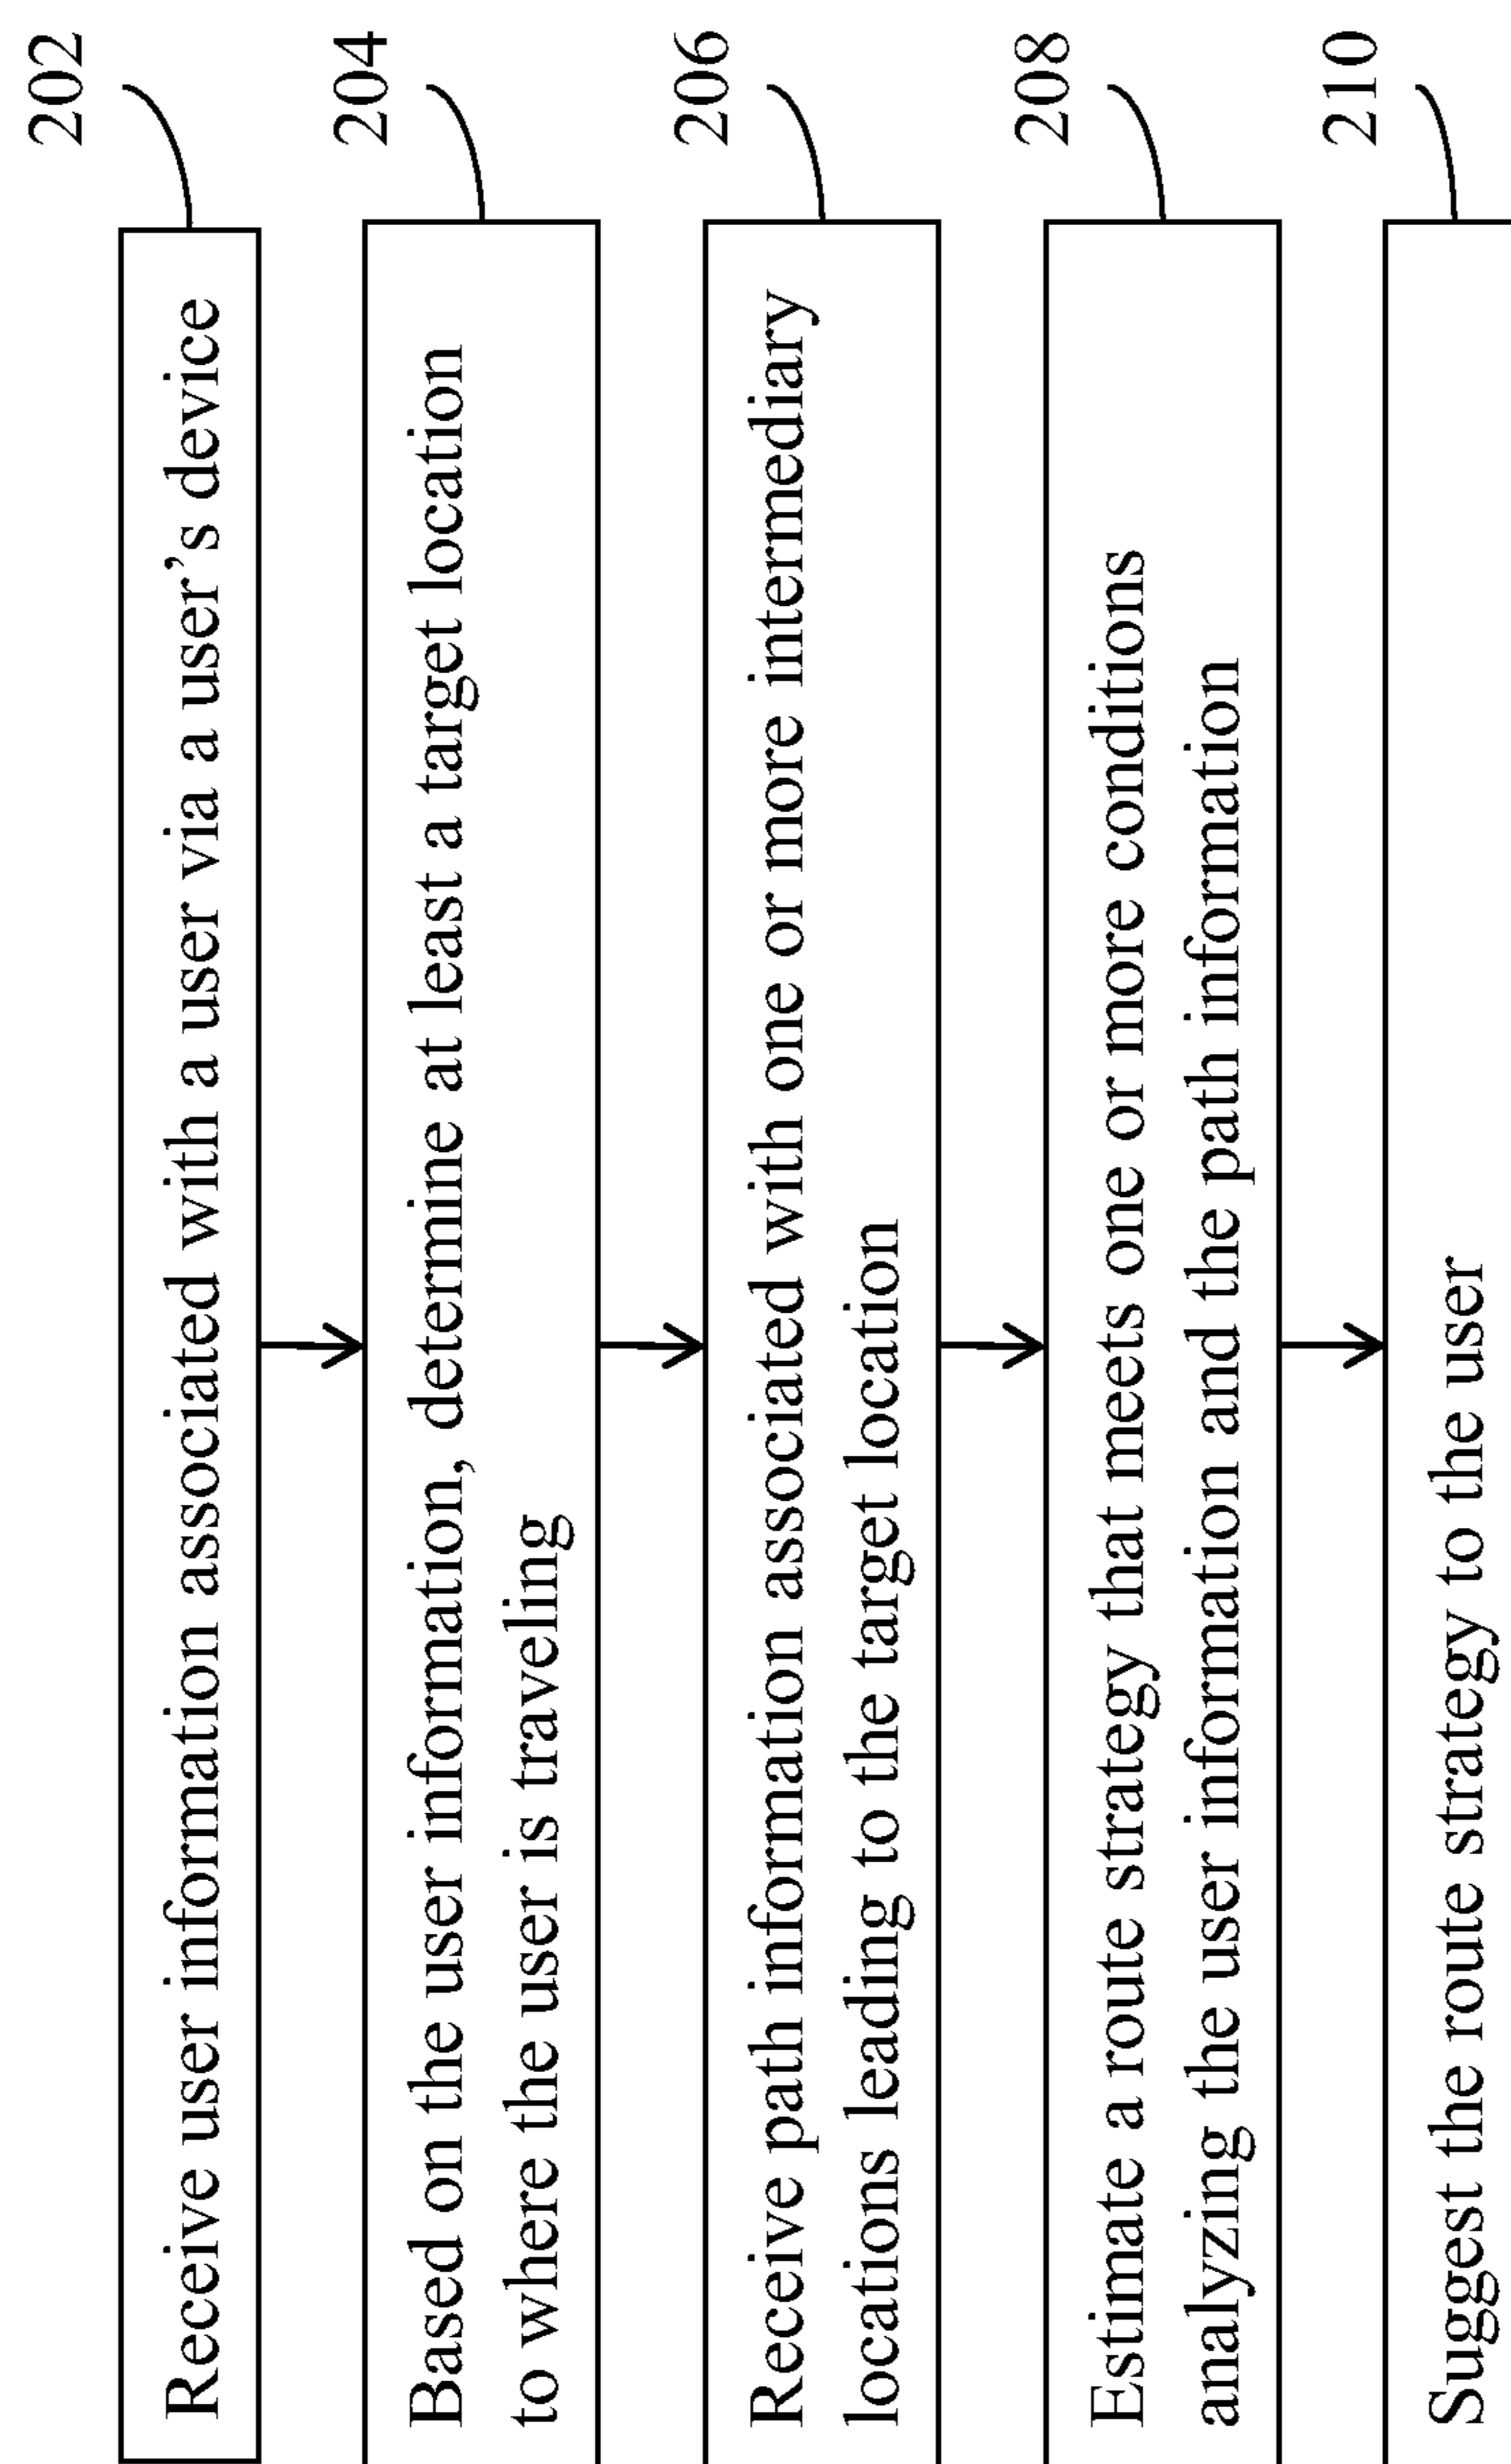 202
Receive user information associated with a user via a user's device
204
Based on the user information, determine at least a target location
to where the user is traveling
206
Receive path information associated with one or more intermediary
locations leading to the target location
208
Estimate a route strategy that meets one or more conditions
analyzing the user information and the path information
210
Suggest the route strategy to the user